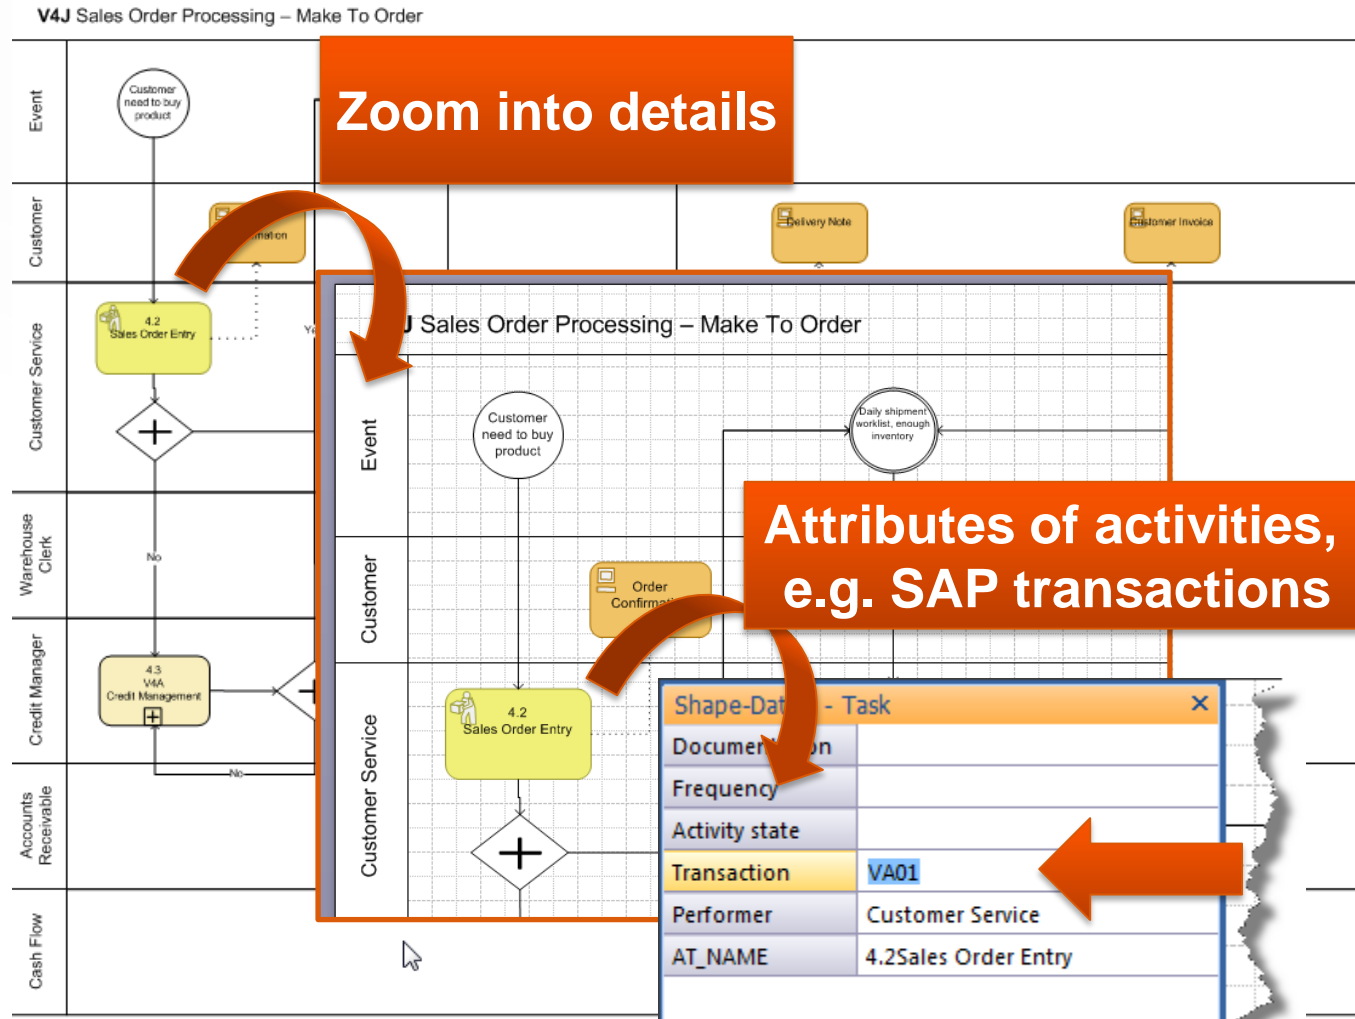 V4J Sales Order Processing – Make To Order
Event
Customer
need to buy
product
Zoom into details
Customer
Delivery Note
Customer Invoice
Customer Service
4.2
Sales Order Entry
Warehouse
Clerk
No
Credit Manager
4.3
V4A
Credit Management
No
Accounts
Receivable
Cash Flow
J Sales Order Processing – Make To Order
Event
Customer
need to buy
product
Daily shipment
worklist, enough
inventory
Attributes of activities,
e.g. SAP transactions
Customer
Order
Customer Service
4.2
Sales Order Entry
- Task
Frequency
Activity state
Transaction VA01
Performer Customer Service
AT_NAME 4.2Sales Order Entry